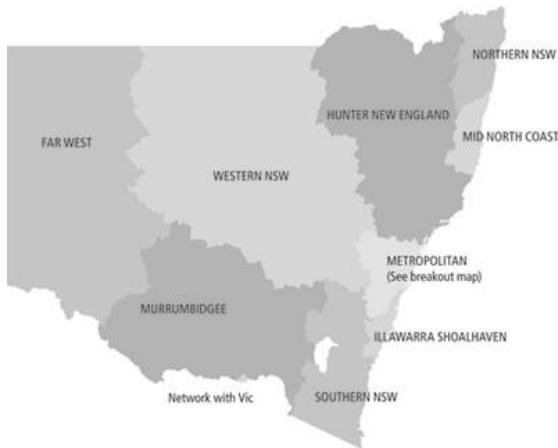 NORTHERN NSW
HUNTER NEW ENGLAND
MID NORTH COAST
FAR WEST
WESTERN NSW
METROPOLITAN
(See breakout map)
MURRUMBIDGEE
ILLAWARRA SHOALHAVEN
Network with Vic
SOUTHERN NSW